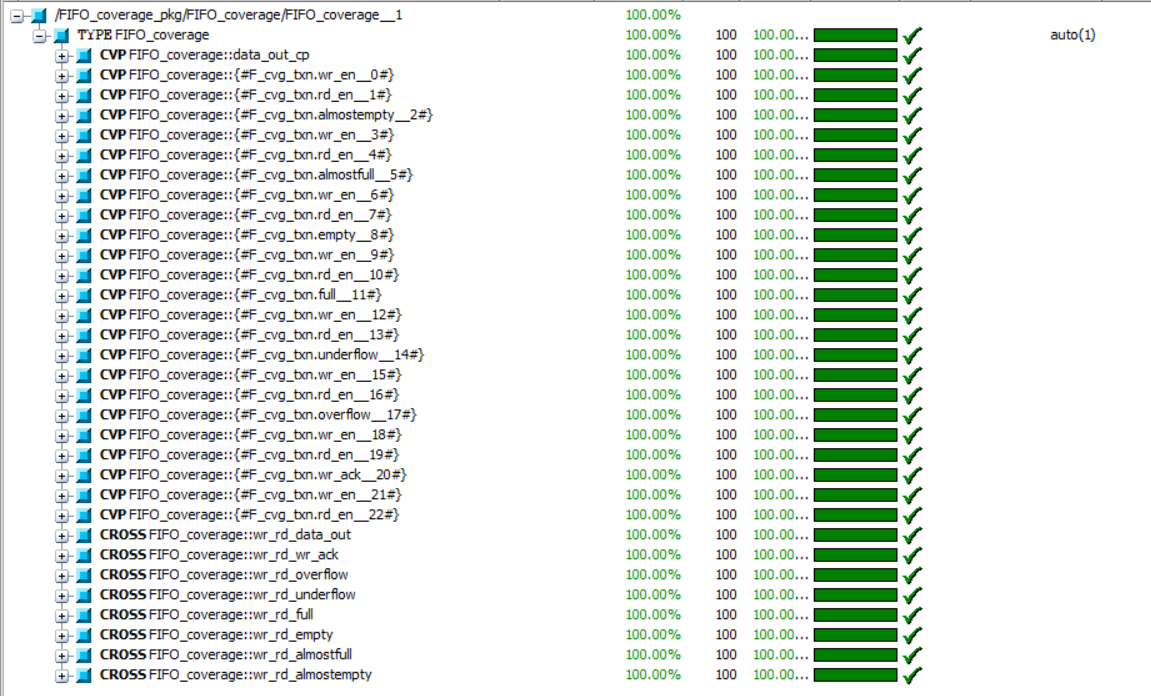 /FIFO_coverage_pkg/FIFO_coverage/FIFO_coverage__1 100.00%
TYPE FIFO_coverage 100.00% 100 100.00... auto(1)
CVP FIFO_coverage::data_out_cp 100.00% 100 100.00...
CVP FIFO_coverage::{#F_cvg_txn.wr_en__0#} 100.00% 100 100.00...
CVP FIFO_coverage::{#F_cvg_txn.rd_en__1#} 100.00% 100 100.00...
CVP FIFO_coverage::{#F_cvg_txn.almostempty__2#} 100.00% 100 100.00...
CVP FIFO_coverage::{#F_cvg_txn.wr_en__3#} 100.00% 100 100.00...
CVP FIFO_coverage::{#F_cvg_txn.rd_en__4#} 100.00% 100 100.00...
CVP FIFO_coverage::{#F_cvg_txn.almostfull__5#} 100.00% 100 100.00...
CVP FIFO_coverage::{#F_cvg_txn.wr_en__6#} 100.00% 100 100.00...
CVP FIFO_coverage::{#F_cvg_txn.rd_en__7#} 100.00% 100 100.00...
CVP FIFO_coverage::{#F_cvg_txn.empty__8#} 100.00% 100 100.00...
CVP FIFO_coverage::{#F_cvg_txn.wr_en__9#} 100.00% 100 100.00...
CVP FIFO_coverage::{#F_cvg_txn.rd_en__10#} 100.00% 100 100.00...
CVP FIFO_coverage::{#F_cvg_txn.full__11#} 100.00% 100 100.00...
CVP FIFO_coverage::{#F_cvg_txn.wr_en__12#} 100.00% 100 100.00...
CVP FIFO_coverage::{#F_cvg_txn.rd_en__13#} 100.00% 100 100.00...
CVP FIFO_coverage::{#F_cvg_txn.underflow__14#} 100.00% 100 100.00...
CVP FIFO_coverage::{#F_cvg_txn.wr_en__15#} 100.00% 100 100.00...
CVP FIFO_coverage::{#F_cvg_txn.rd_en__16#} 100.00% 100 100.00...
CVP FIFO_coverage::{#F_cvg_txn.overflow__17#} 100.00% 100 100.00...
CVP FIFO_coverage::{#F_cvg_txn.wr_en__18#} 100.00% 100 100.00...
CVP FIFO_coverage::{#F_cvg_txn.rd_en__19#} 100.00% 100 100.00...
CVP FIFO_coverage::{#F_cvg_txn.wr_ack__20#} 100.00% 100 100.00...
CVP FIFO_coverage::{#F_cvg_txn.wr_en__21#} 100.00% 100 100.00...
CVP FIFO_coverage::{#F_cvg_txn.rd_en__22#} 100.00% 100 100.00...
CROSS FIFO_coverage::wr_rd_data_out 100.00% 100 100.00...
CROSS FIFO_coverage::wr_rd_wr_ack 100.00% 100 100.00...
CROSS FIFO_coverage::wr_rd_overflow 100.00% 100 100.00...
CROSS FIFO_coverage::wr_rd_underflow 100.00% 100 100.00...
CROSS FIFO_coverage::wr_rd_full 100.00% 100 100.00...
CROSS FIFO_coverage::wr_rd_empty 100.00% 100 100.00...
CROSS FIFO_coverage::wr_rd_almostfull 100.00% 100 100.00...
CROSS FIFO_coverage::wr_rd_almostempty 100.00% 100 100.00...